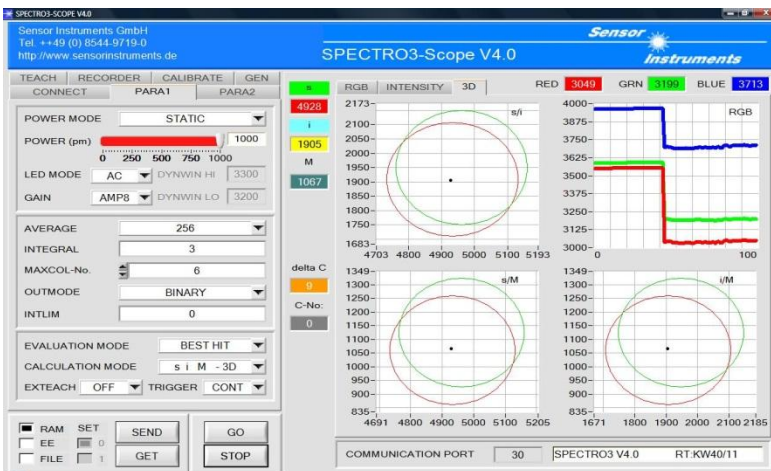 SPECTRO3-SCOPE V4.0
Sensor Instruments GmbH
Tel. ++49 (0) 8544-9719-0
http://www.sensorinstruments.de
SPECTRO3-Scope V4.0
Sensor
Instruments
TEACH RECORDER CALIBRATE GEN
CONNECT PARA1 PARA2
POWER MODE STATIC
POWER (pm) 1000
0 250 500 750 1000
LED MODE AC DYNWIN HI 3300
GAIN AMP8 DYNWIN LO 3200
AVERAGE 256
INTEGRAL 3
MAXCOL-No. 6
OUTMODE BINARY
INTLIM 0
EVALUATION MODE BEST HIT
CALCULATION MODE s i M - 3D
EXTEACH OFF TRIGGER CONT
RAM SET SEND GO
EE 0
FILE 1 GET STOP
s
4928
i
1905
M
1067
delta C
9
C-No:
0
RGB INTENSITY 3D RED 3049 GRN 3199 BLUE 3713
s/i
2173-
2100-
2050-
2000-
1950-
1900-
1850-
1800-
1750-
1683-
4703 4800 4900 5000 5100 5193
RGB
4000-
3875-
3750-
3625-
3500-
3375-
3250-
3125-
3000-
0 100
s/M
1349-
1300-
1250-
1200-
1150-
1100-
1050-
1000-
950-
900-
835-
4691 4800 4900 5000 5100 5205
i/M
1349-
1300-
1250-
1200-
1150-
1100-
1050-
1000-
950-
900-
835-
1671 1800 1900 2000 2100 2185
COMMUNICATION PORT 30 SPECTRO3 V4.0 RT:KW40/11